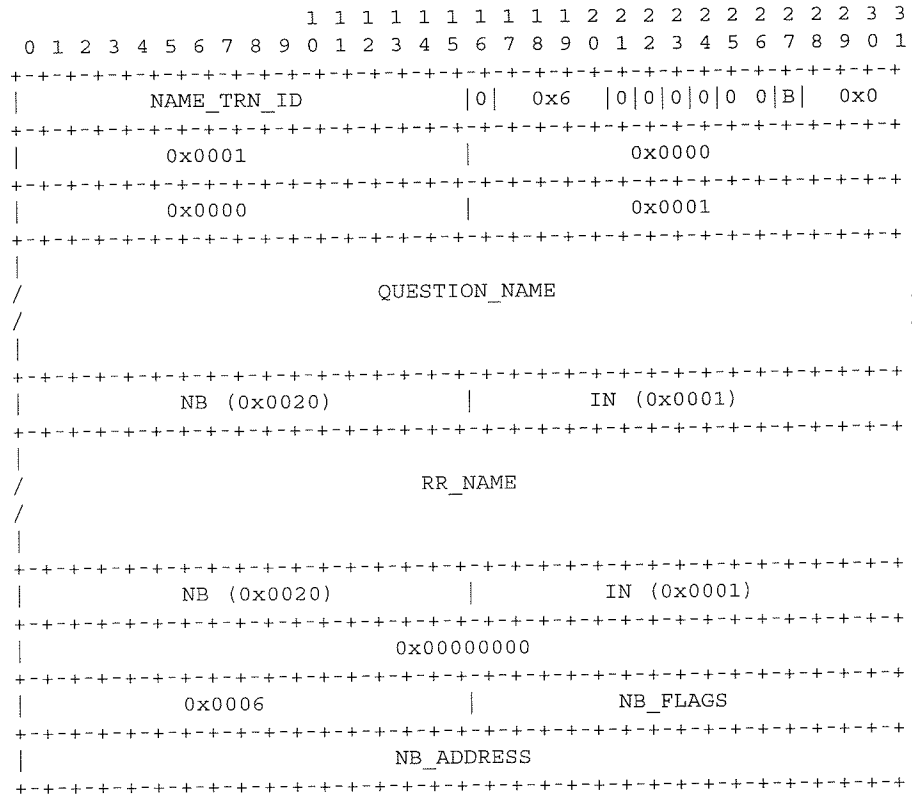 1 1 1 1 1 1 1 1 1 1 2 2 2 2 2 2 2 2 2 2 3 3
 0 1 2 3 4 5 6 7 8 9 0 1 2 3 4 5 6 7 8 9 0 1 2 3 4 5 6 7 8 9 0 1
+-+-+-+-+-+-+-+-+-+-+-+-+-+-+-+-+-+-+-+-+-+-+-+-+-+-+-+-+-+-+-+-+
|         NAME_TRN_ID           |0|  0x6  |0|0|0|0|0 0|B|  0x0
+-+-+-+-+-+-+-+-+-+-+-+-+-+-+-+-+-+-+-+-+-+-+-+-+-+-+-+-+-+-+-+-+
|          0x0001               |           0x0000
+-+-+-+-+-+-+-+-+-+-+-+-+-+-+-+-+-+-+-+-+-+-+-+-+-+-+-+-+-+-+-+-+
|          0x0000               |           0x0001
+-+-+-+-+-+-+-+-+-+-+-+-+-+-+-+-+-+-+-+-+-+-+-+-+-+-+-+-+-+-+-+-+
|
/                         QUESTION_NAME
/
|
+-+-+-+-+-+-+-+-+-+-+-+-+-+-+-+-+-+-+-+-+-+-+-+-+-+-+-+-+-+-+-+-+
|           NB (0x0020)         |        IN (0x0001)
+-+-+-+-+-+-+-+-+-+-+-+-+-+-+-+-+-+-+-+-+-+-+-+-+-+-+-+-+-+-+-+-+
|
/                            RR_NAME
/
|
+-+-+-+-+-+-+-+-+-+-+-+-+-+-+-+-+-+-+-+-+-+-+-+-+-+-+-+-+-+-+-+-+
|           NB (0x0020)         |         IN (0x0001)
+-+-+-+-+-+-+-+-+-+-+-+-+-+-+-+-+-+-+-+-+-+-+-+-+-+-+-+-+-+-+-+-+
|                          0x00000000
+-+-+-+-+-+-+-+-+-+-+-+-+-+-+-+-+-+-+-+-+-+-+-+-+-+-+-+-+-+-+-+-+
|           0x0006              |          NB_FLAGS
+-+-+-+-+-+-+-+-+-+-+-+-+-+-+-+-+-+-+-+-+-+-+-+-+-+-+-+-+-+-+-+-+
|                          NB_ADDRESS
+-+-+-+-+-+-+-+-+-+-+-+-+-+-+-+-+-+-+-+-+-+-+-+-+-+-+-+-+-+-+-+-+